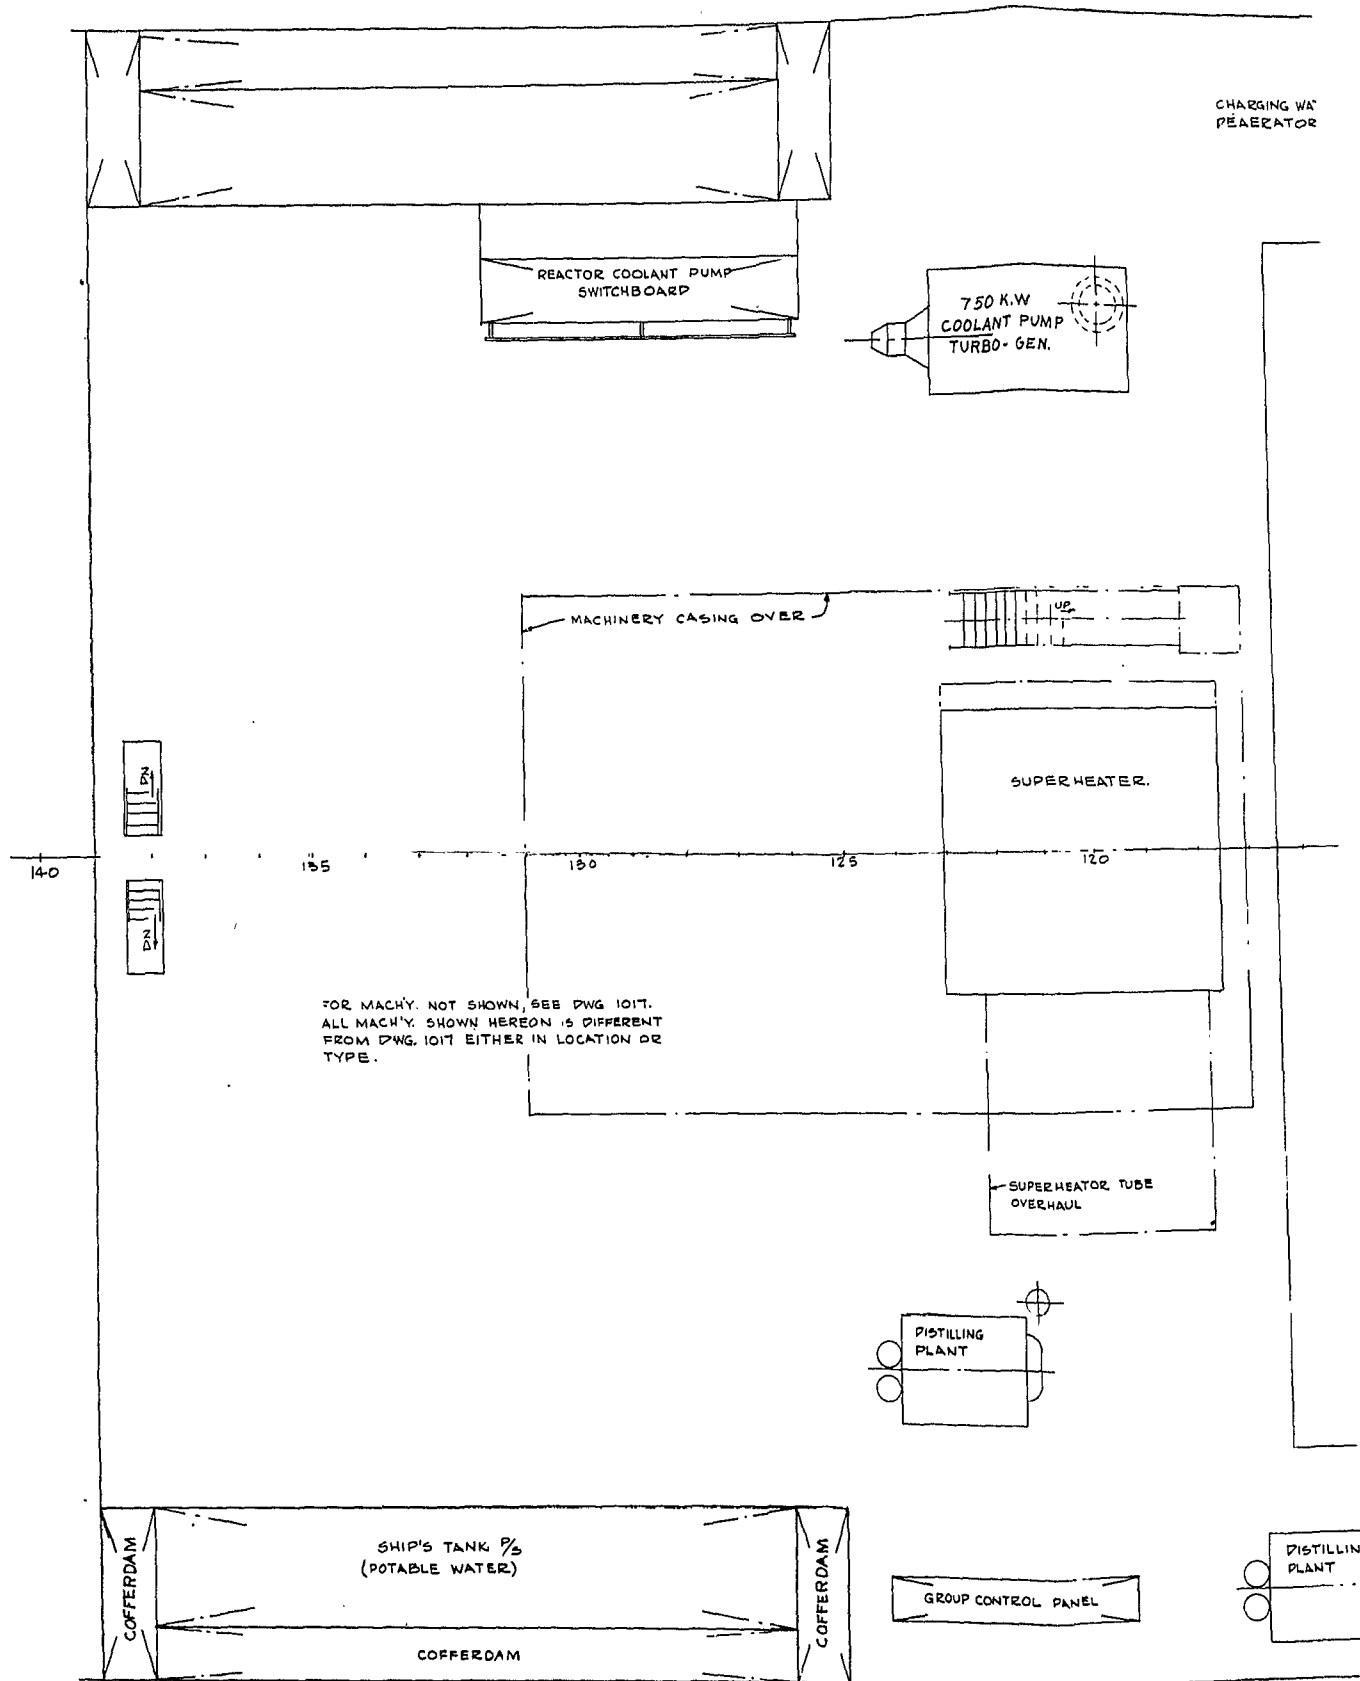 CHARGING WA
DEAERATOR
REACTOR COOLANT PUMP
SWITCHBOARD
750 K.W
COOLANT PUMP
TURBO-GEN.
MACHINERY CASING OVER
UP
SUPERHEATER.
DN
140
135
130
125
120
DN
FOR MACH'Y. NOT SHOWN, SEE DWG 1017.
ALL MACH'Y. SHOWN HEREON IS DIFFERENT
FROM DWG. 1017 EITHER IN LOCATION OR
TYPE.
SUPERHEATOR TUBE
OVERHAUL
DISTILLING
PLANT
COFFERDAM
SHIP'S TANK P/S
(POTABLE WATER)
COFFERDAM
COFFERDAM
GROUP CONTROL PANEL
DISTILLIN
PLANT